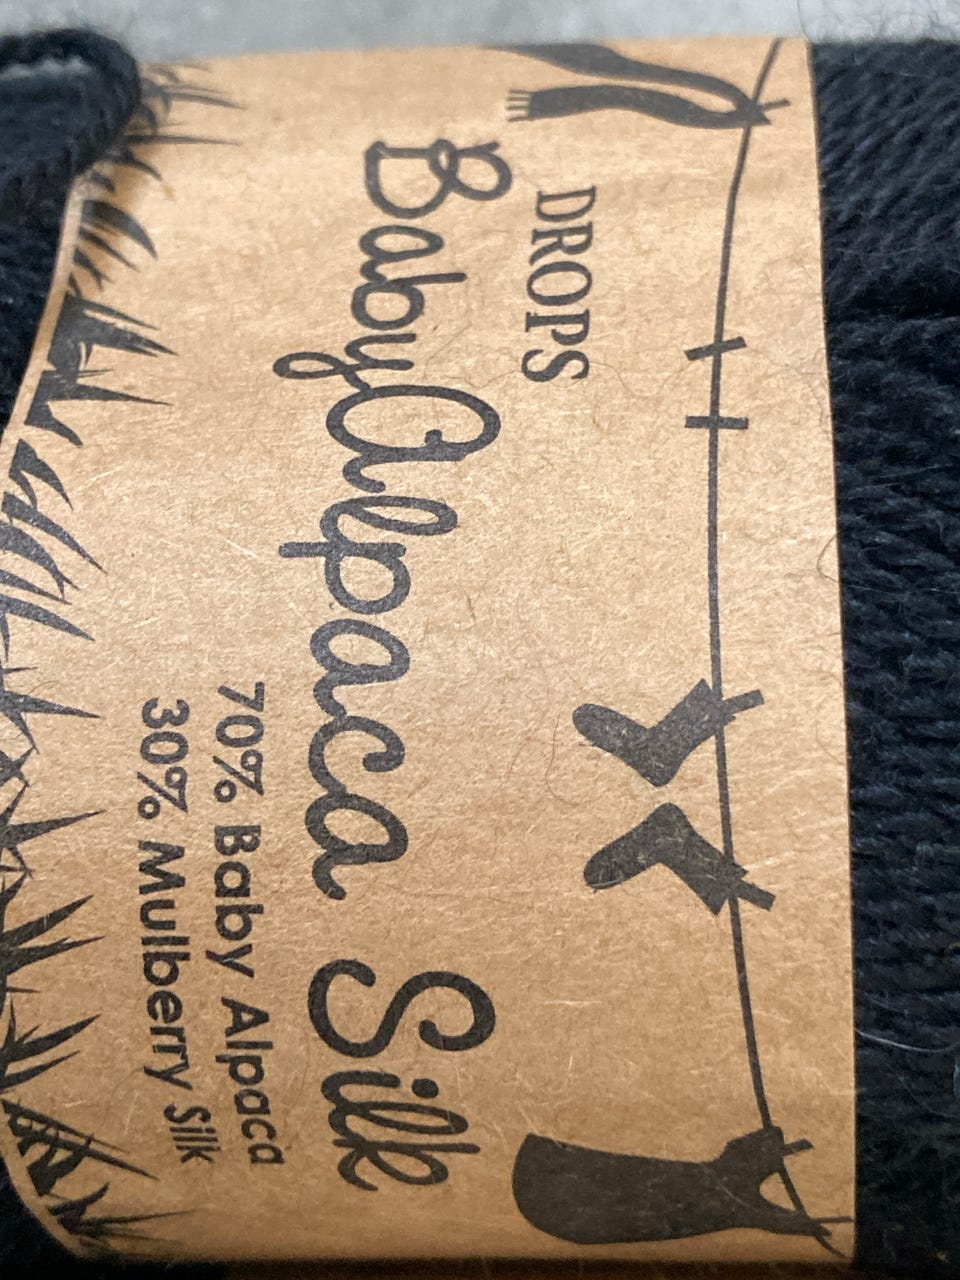 DROPS
BabyAlpaca Silk
70% Baby Alpaca
30% Mulberry Silk